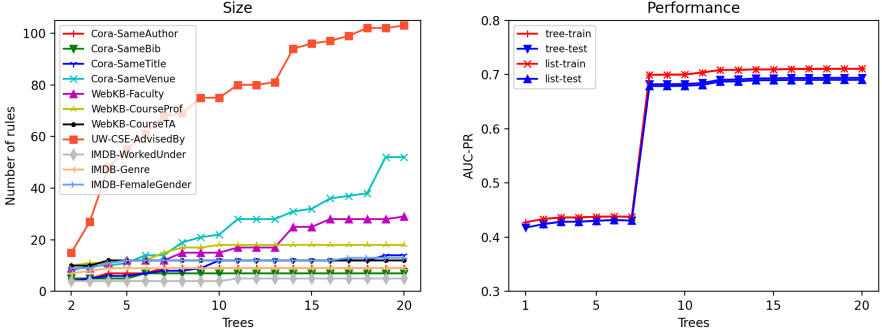 Size
Number of rules
100
80
60
40
20
0
Cora-SameAuthor
Cora-SameBib
Cora-SameTitle
Cora-SameVenue
WebKB-Faculty
WebKB-CourseProf
WebKB-CourseTA
UW-CSE-AdvisedBy
IMDB-WorkedUnder
IMDB-Genre
IMDB-FemaleGender
2 5 10 15 20
Trees
Performance
AUC-PR
0.8
0.7
0.6
0.5
0.4
0.3
tree-train
tree-test
list-train
list-test
1 5 10 15 20
Trees